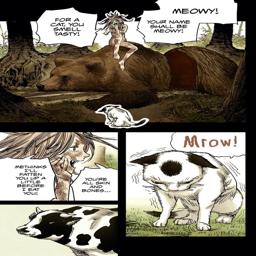 FOR A
CAT, YOU
SMELL
TASTY!
MEOWY!
YOUR NAME
SHALL BE
MEOWY!
METHINKS
I'LL FATTEN
YOU UP A
LITTLE
BEFORE
I EAT
YOU!
YOU'RE
ALL SKIN
AND
BONES...
Mrow!